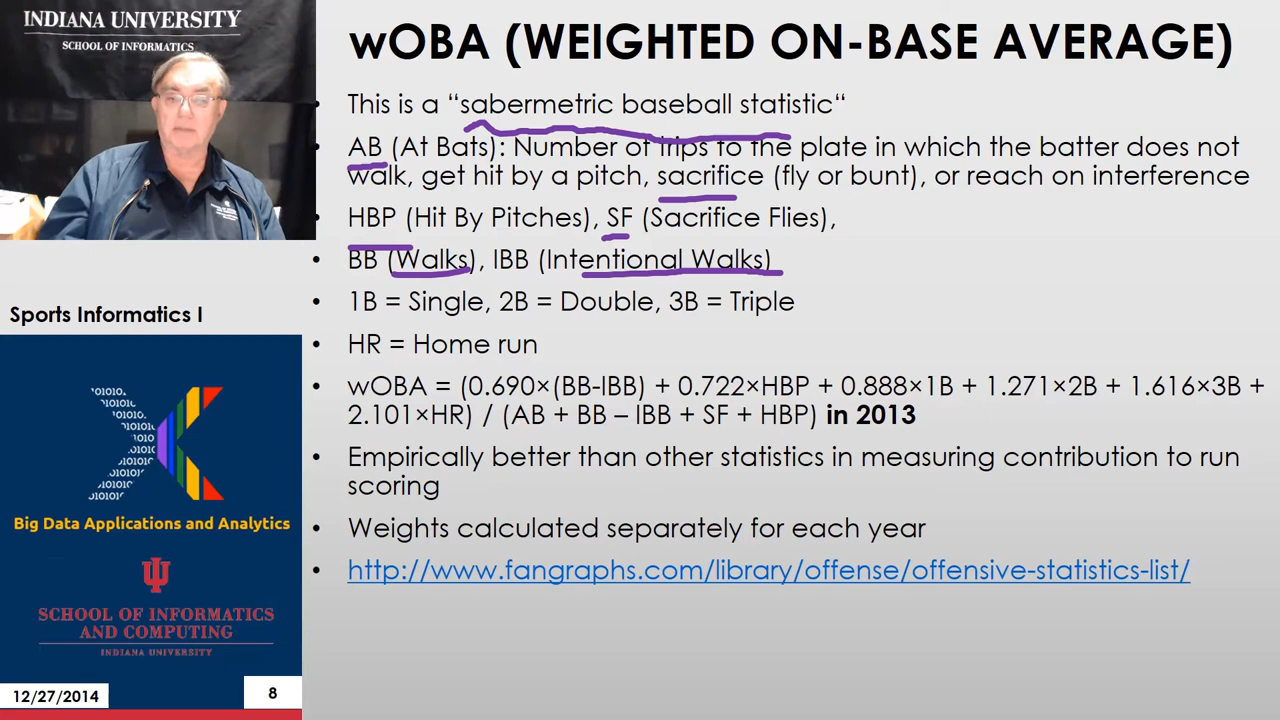 INDIANA UNIVERSITY
SCHOOL OF INFORMATICS
wOBA (WEIGHTED ON-BASE AVERAGE)
• This is a “sabermetric baseball statistic“
• AB (At Bats): Number of trips to the plate in which the batter does not
walk, get hit by a pitch, sacrifice (fly or bunt), or reach on interference
• HBP (Hit By Pitches), SF (Sacrifice Flies),
• BB (Walks), IBB (Intentional Walks)
• 1B = Single, 2B = Double, 3B = Triple
• HR = Home run
• wOBA = (0.690×(BB-IBB) + 0.722×HBP + 0.888×1B + 1.271×2B + 1.616×3B +
2.101×HR) / (AB + BB – IBB + SF + HBP) in 2013
• Empirically better than other statistics in measuring contribution to run
scoring
• Weights calculated separately for each year
• http://www.fangraphs.com/library/offense/offensive-statistics-list/
Sports Informatics I
Big Data Applications and Analytics
SCHOOL OF INFORMATICS
AND COMPUTING
INDIANA UNIVERSITY
12/27/2014
8